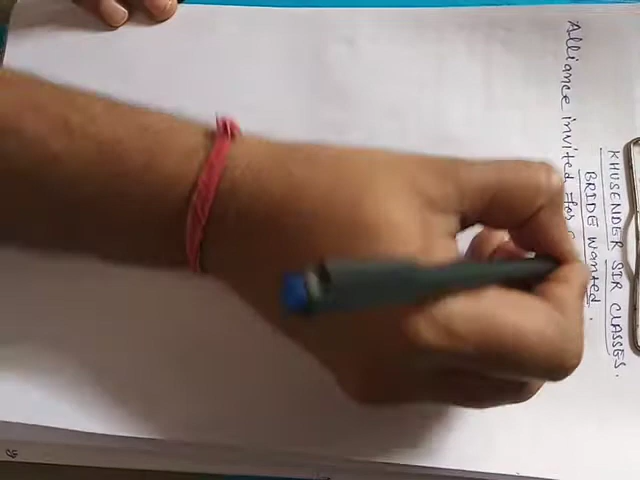 KHUSENDER SIR CLASSES.
BRIDE wanted.
Alliance invited for